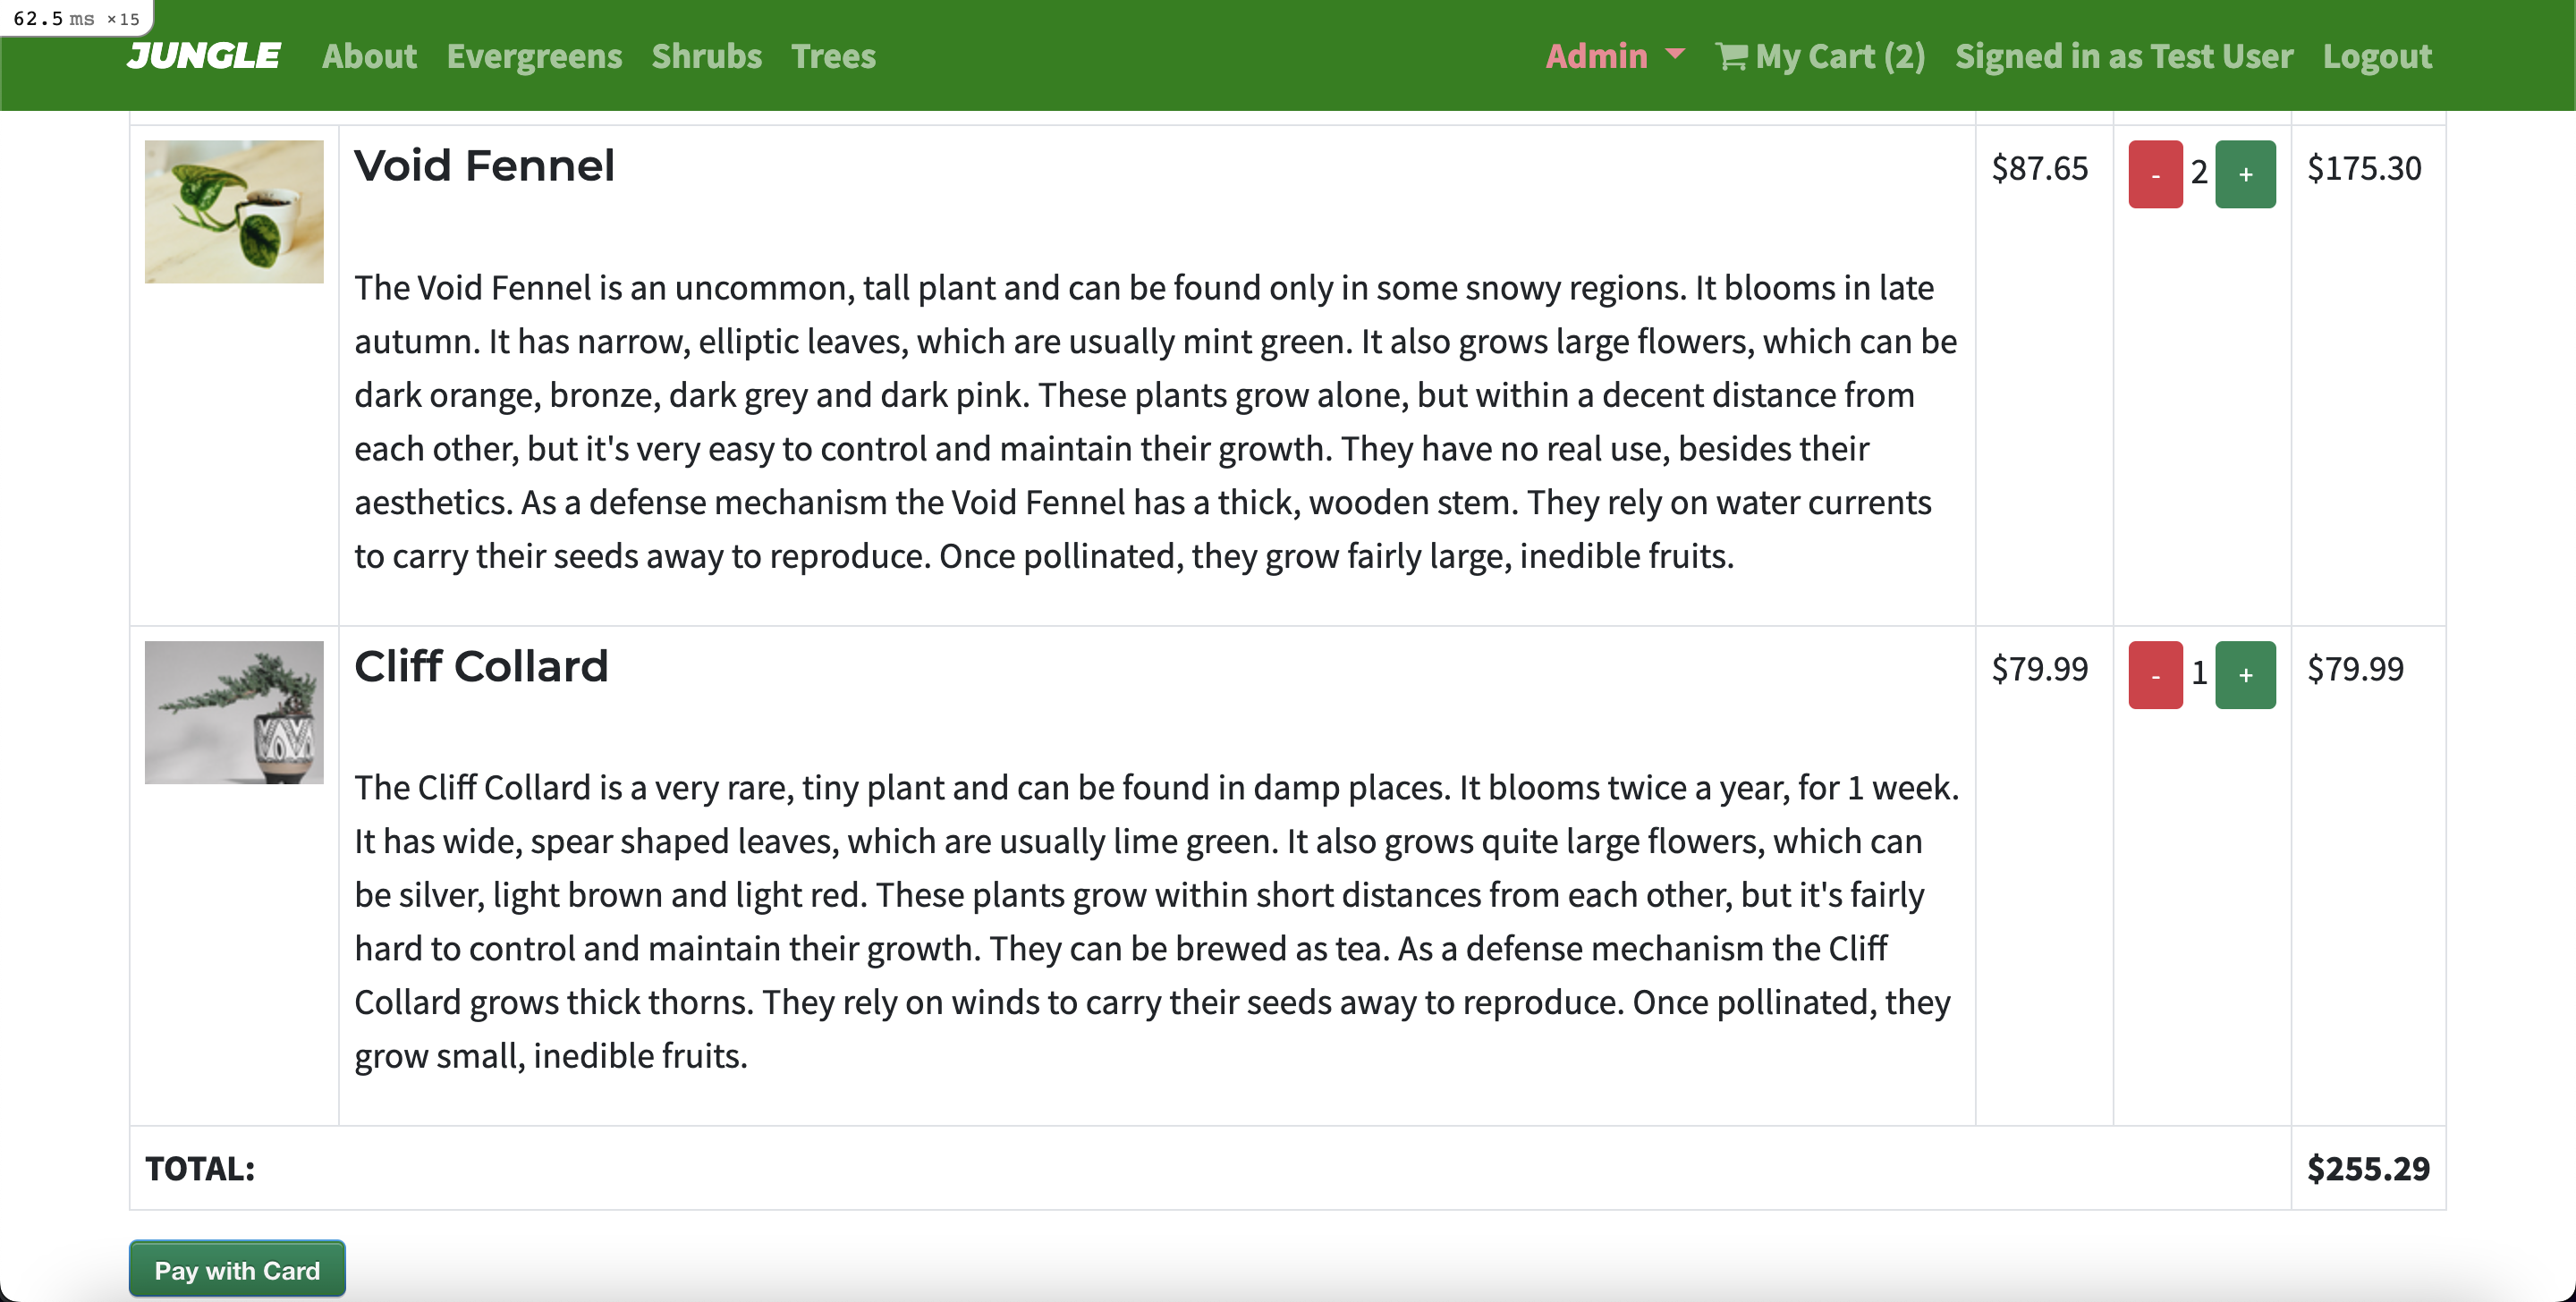 62.5 ms ×15
JUNGLE About Evergreens Shrubs Trees Admin My Cart (2) Signed in as Test User Logout
Void Fennel $87.65 - 2 + $175.30
The Void Fennel is an uncommon, tall plant and can be found only in some snowy regions. It blooms in late
autumn. It has narrow, elliptic leaves, which are usually mint green. It also grows large flowers, which can be
dark orange, bronze, dark grey and dark pink. These plants grow alone, but within a decent distance from
each other, but it's very easy to control and maintain their growth. They have no real use, besides their
aesthetics. As a defense mechanism the Void Fennel has a thick, wooden stem. They rely on water currents
to carry their seeds away to reproduce. Once pollinated, they grow fairly large, inedible fruits.
Cliff Collard $79.99 - 1 + $79.99
The Cliff Collard is a very rare, tiny plant and can be found in damp places. It blooms twice a year, for 1 week.
It has wide, spear shaped leaves, which are usually lime green. It also grows quite large flowers, which can
be silver, light brown and light red. These plants grow within short distances from each other, but it's fairly
hard to control and maintain their growth. They can be brewed as tea. As a defense mechanism the Cliff
Collard grows thick thorns. They rely on winds to carry their seeds away to reproduce. Once pollinated, they
grow small, inedible fruits.
TOTAL: $255.29
Pay with Card